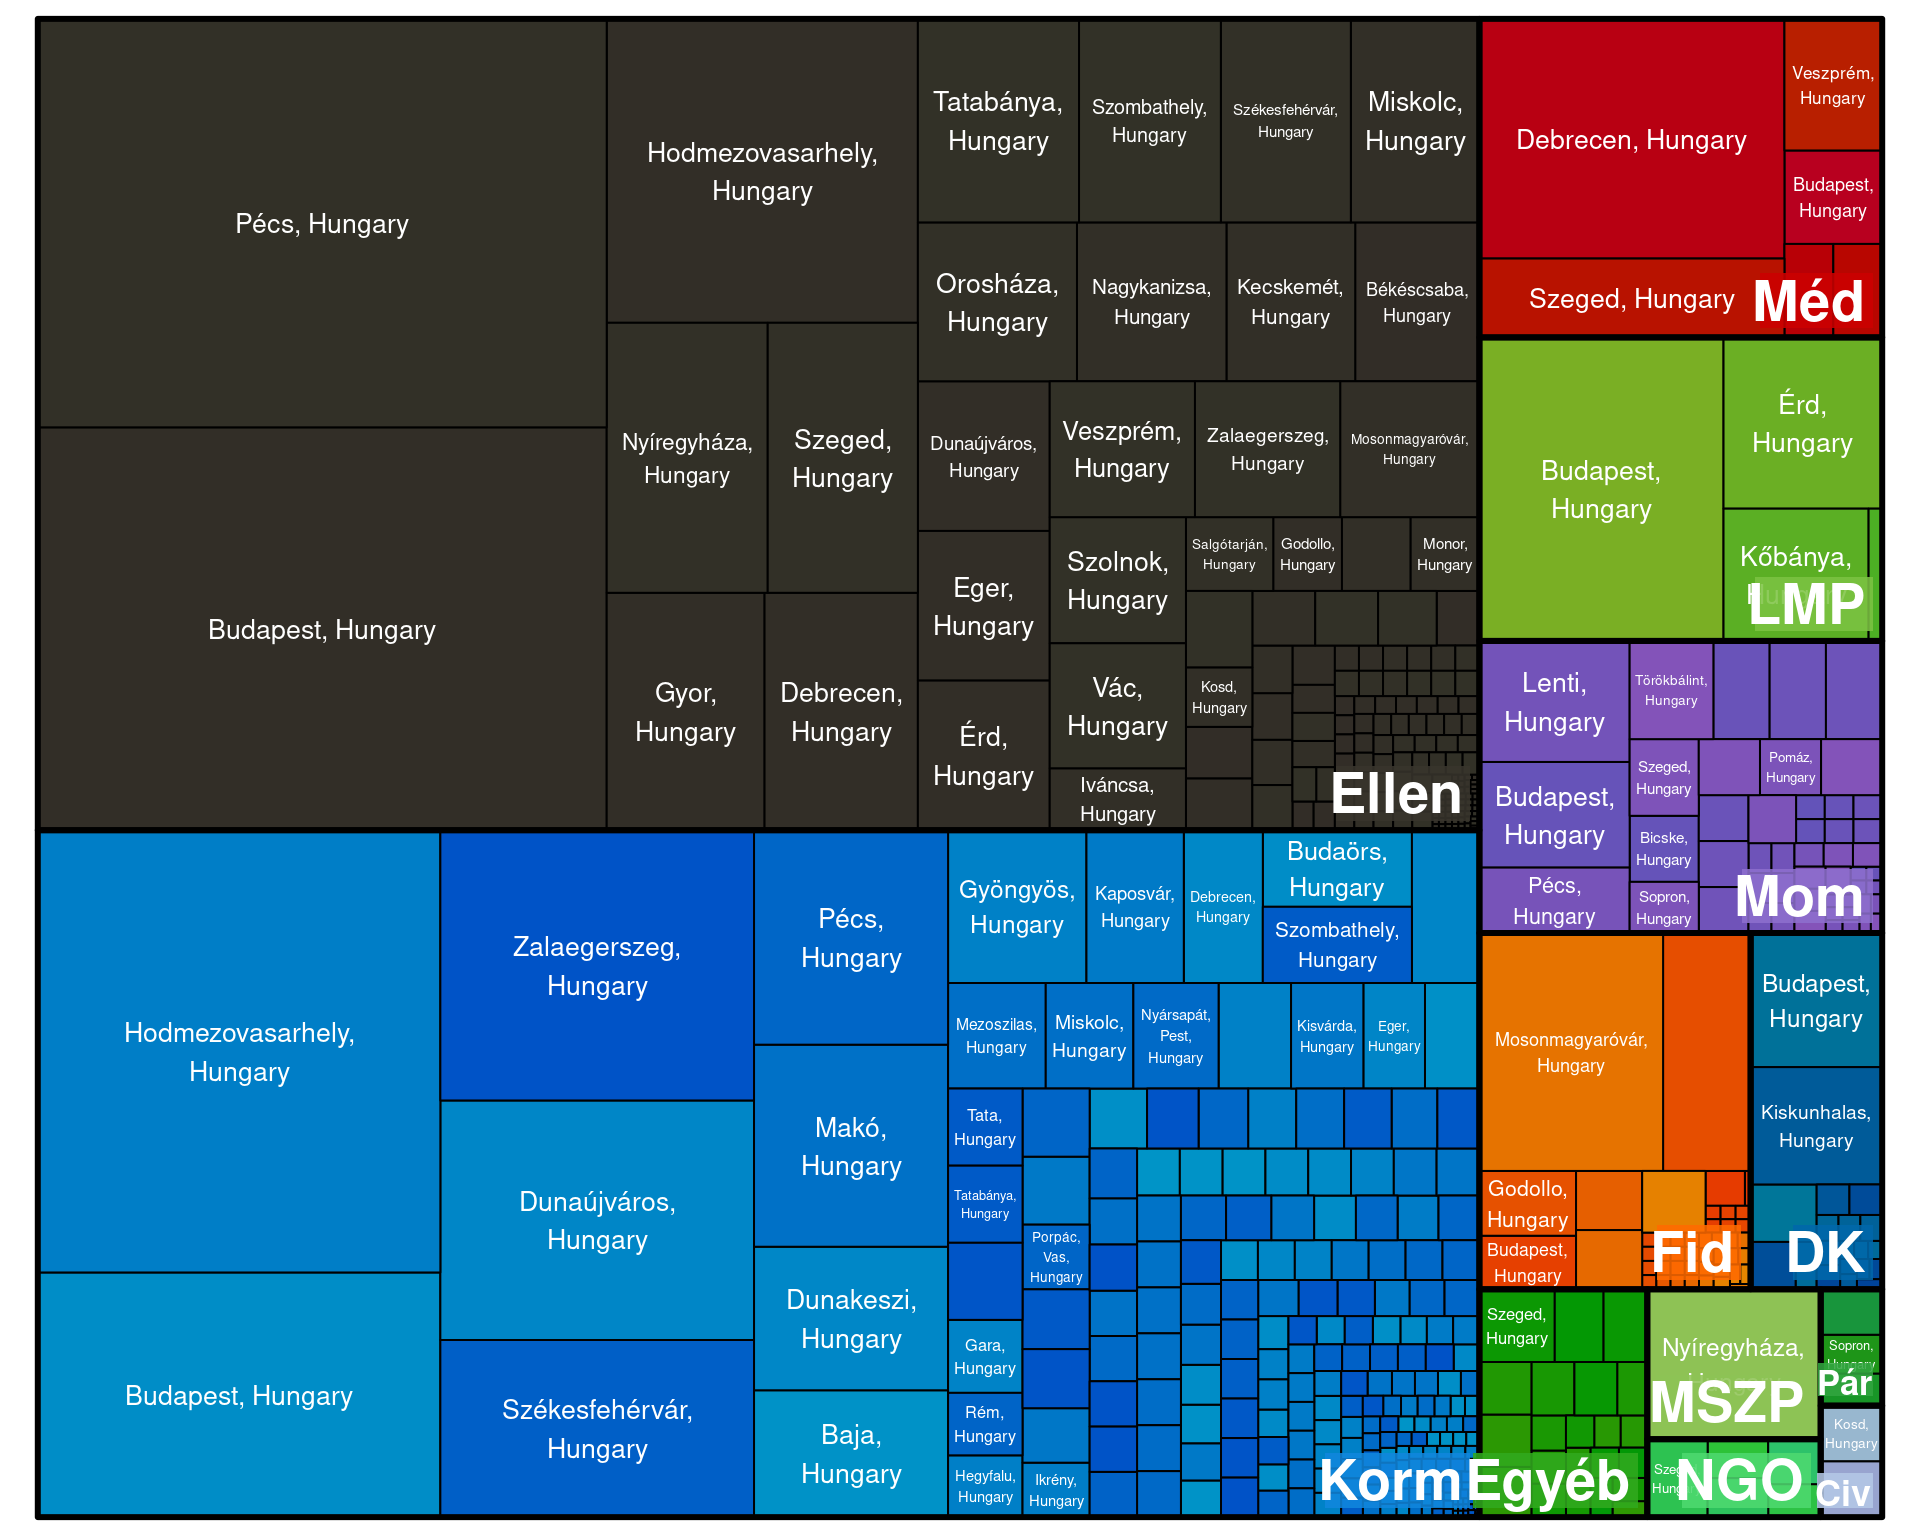 Pécs, Hungary
Budapest, Hungary
Hodmezovasarhely,
Hungary
Nyíregyháza,
Hungary
Szeged,
Hungary
Gyor,
Hungary
Debrecen,
Hungary
Tatabánya,
Hungary
Szombathely,
Hungary
Székesfehérvár,
Hungary
Miskolc,
Hungary
Orosháza,
Hungary
Nagykanizsa,
Hungary
Kecskemét,
Hungary
Békéscsaba,
Hungary
Dunaújváros,
Hungary
Veszprém,
Hungary
Zalaegerszeg,
Hungary
Mosonmagyaróvár,
Hungary
Eger,
Hungary
Érd,
Hungary
Szolnok,
Hungary
Salgótarján,
Hungary
Godollo,
Hungary
Monor,
Hungary
Vác,
Hungary
Kosd,
Hungary
Iváncsa,
Hungary
Ellen
Debrecen, Hungary
Veszprém,
Hungary
Budapest,
Hungary
Szeged, Hungary
Méd
Budapest,
Hungary
Érd,
Hungary
Kőbánya,
LMP
Lenti,
Hungary
Törökbálint,
Hungary
Budapest,
Hungary
Szeged,
Hungary
Pomáz,
Hungary
Bicske,
Hungary
Pécs,
Hungary
Sopron,
Hungary
Mom
Hodmezovasarhely,
Hungary
Budapest, Hungary
Zalaegerszeg,
Hungary
Dunaújváros,
Hungary
Székesfehérvár,
Hungary
Pécs,
Hungary
Makó,
Hungary
Dunakeszi,
Hungary
Baja,
Hungary
Gyöngyös,
Hungary
Kaposvár,
Hungary
Debrecen,
Hungary
Budaörs,
Hungary
Szombathely,
Hungary
Mezoszilas,
Hungary
Miskolc,
Hungary
Nyársapát,
Pest,
Hungary
Kisvárda,
Hungary
Eger,
Hungary
Tata,
Hungary
Tatabánya,
Hungary
Porpác,
Vas,
Hungary
Gara,
Hungary
Rém,
Hungary
Hegyfalu,
Hungary
Ikrény,
Hungary
Korm
Mosonmagyaróvár,
Hungary
Godollo,
Hungary
Budapest,
Hungary
Fid
Budapest,
Hungary
Kiskunhalas,
Hungary
DK
Szeged,
Hungary
Egyéb
Nyíregyháza,
MSZP
Sopron,
Hungary
Pár
NGO
Kosd,
Hungary
Civ